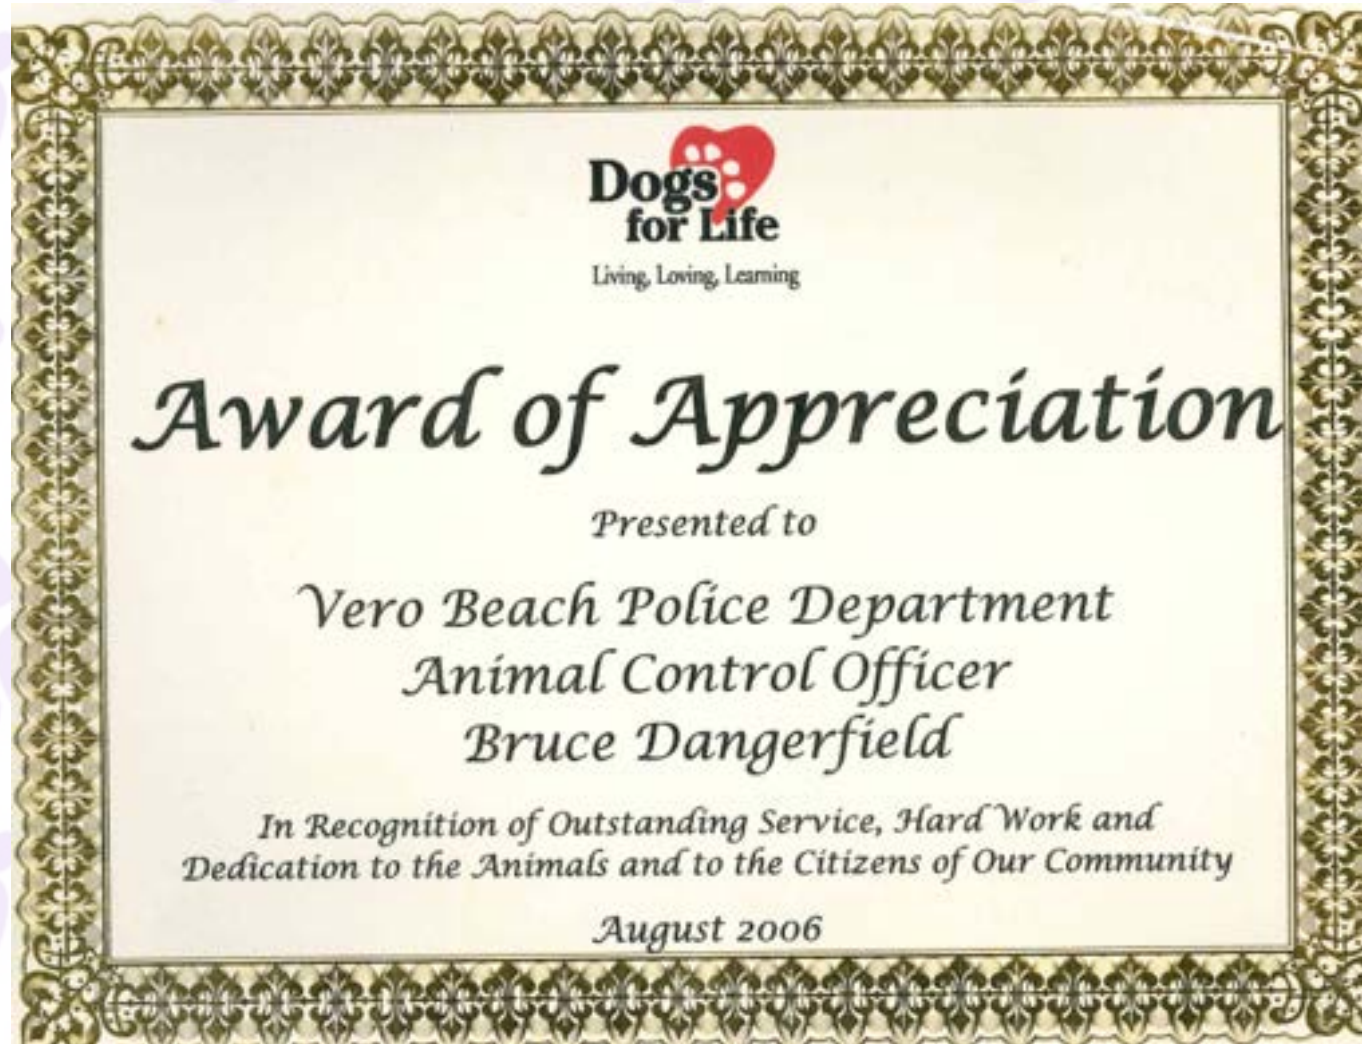 Dogs
for Life
Living, Loving, Learning
Award of Appreciation
Presented to
Vero Beach Police Department
Animal Control Officer
Bruce Dangerfield
In Recognition of Outstanding Service, Hard Work and
Dedication to the Animals and to the Citizens of Our Community
August 2006